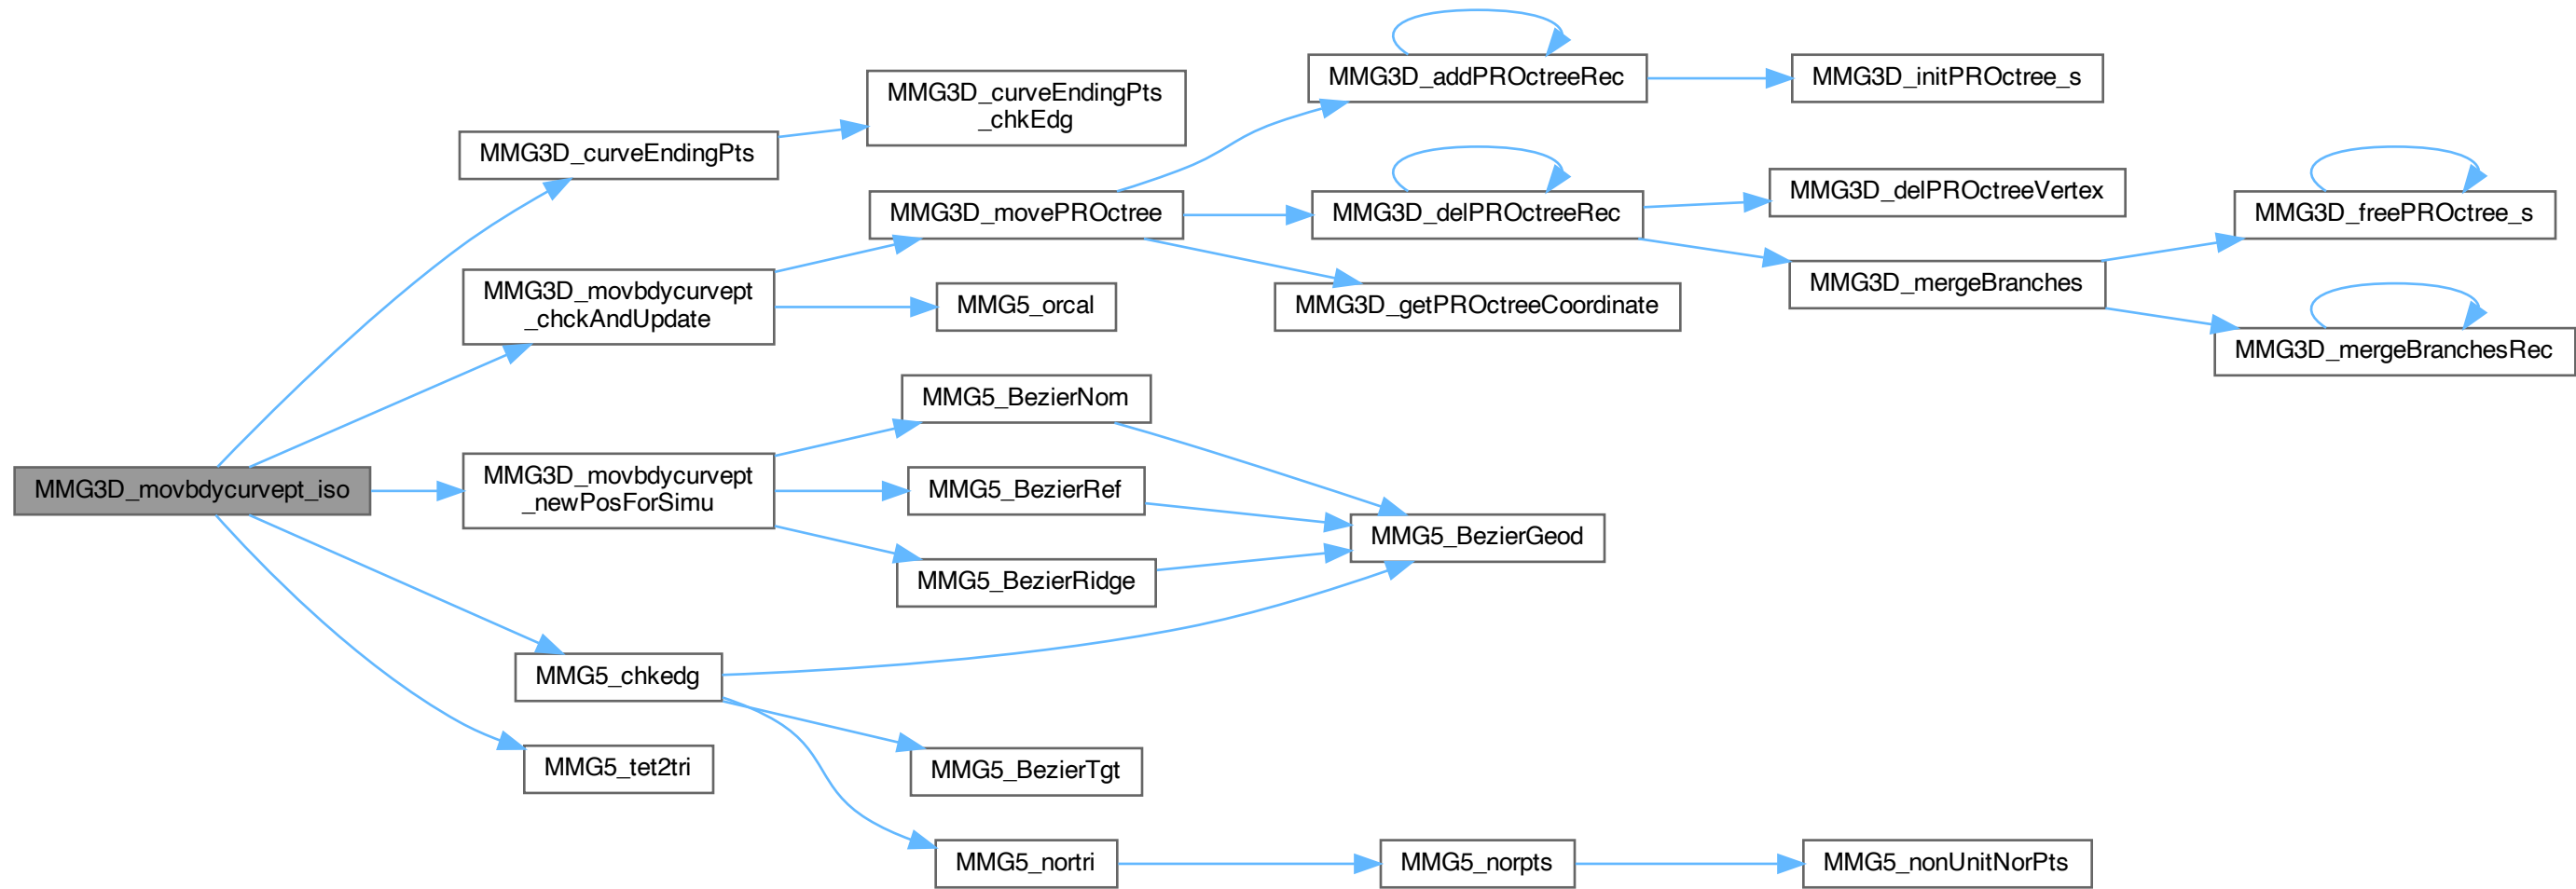 MMG3D_movbdycurvept_iso
MMG3D_curveEndingPts
MMG3D_curveEndingPts
_chkEdg
MMG3D_movbdycurvept
_chckAndUpdate
MMG3D_movePROctree
MMG3D_addPROctreeRec
MMG3D_initPROctree_s
MMG3D_delPROctreeRec
MMG3D_delPROctreeVertex
MMG3D_mergeBranches
MMG3D_freePROctree_s
MMG3D_mergeBranchesRec
MMG3D_getPROctreeCoordinate
MMG5_orcal
MMG3D_movbdycurvept
_newPosForSimu
MMG5_BezierNom
MMG5_BezierRef
MMG5_BezierRidge
MMG5_BezierGeod
MMG5_chkedg
MMG5_BezierTgt
MMG5_nortri
MMG5_norpts
MMG5_nonUnitNorPts
MMG5_tet2tri